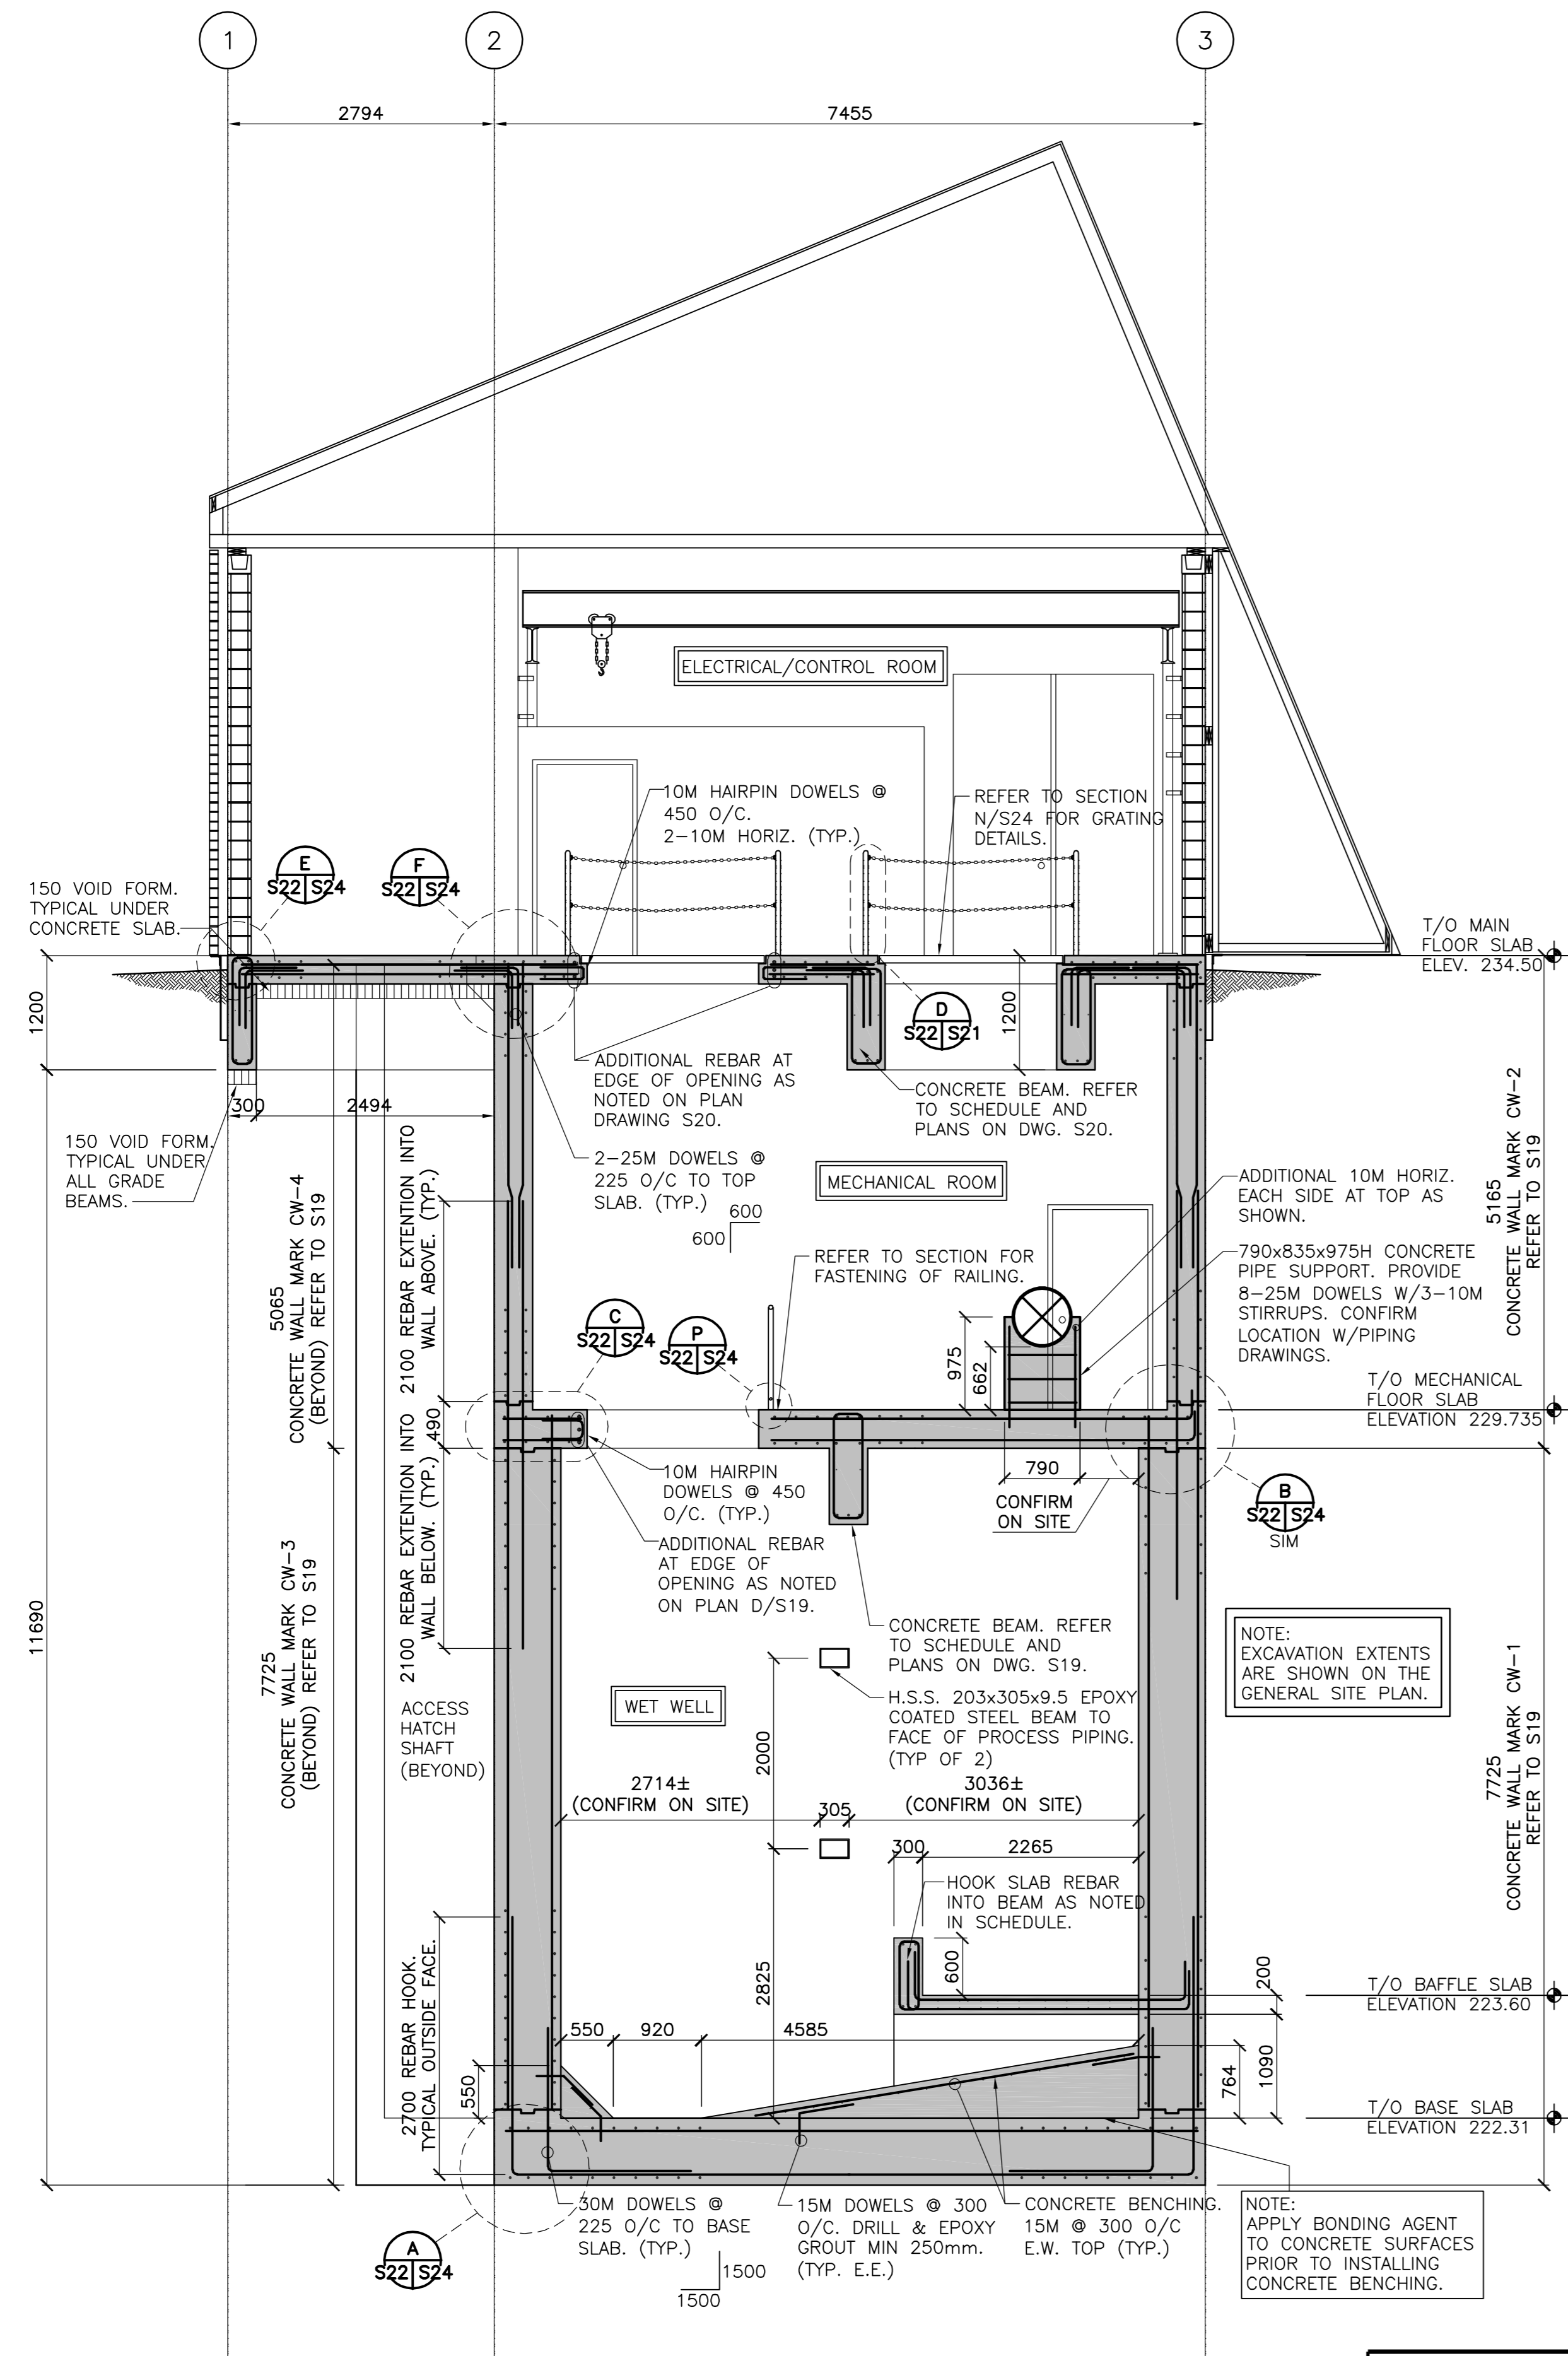 1
2
3
2794
7455
ELECTRICAL/CONTROL ROOM
10M HAIRPIN DOWELS @
450 O/C.
2-10M HORIZ. (TYP.)
REFER TO SECTION
N/S24 FOR GRATING
DETAILS.
E
S22 S24
F
S22 S24
150 VOID FORM.
TYPICAL UNDER
CONCRETE SLAB.
T/O MAIN
FLOOR SLAB
ELEV. 234.50
1200
1200
D
S22 S21
ADDITIONAL REBAR AT
EDGE OF OPENING AS
NOTED ON PLAN
DRAWING S20.
CONCRETE BEAM. REFER
TO SCHEDULE AND
PLANS ON DWG. S20.
300
2494
150 VOID FORM.
TYPICAL UNDER
ALL GRADE
BEAMS.
2-25M DOWELS @
225 O/C TO TOP
SLAB. (TYP.)
600
600
MECHANICAL ROOM
ADDITIONAL 10M HORIZ.
EACH SIDE AT TOP AS
SHOWN.
5165
CONCRETE WALL MARK CW-2
REFER TO S19
5065
CONCRETE WALL MARK CW-4
(BEYOND) REFER TO S19
2100 REBAR EXTENTION INTO
WALL ABOVE. (TYP.)
REFER TO SECTION FOR
FASTENING OF RAILING.
790x835x975H CONCRETE
PIPE SUPPORT. PROVIDE
8-25M DOWELS W/3-10M
STIRRUPS. CONFIRM
LOCATION W/PIPING
DRAWINGS.
C
S22 S24
P
S22 S24
975
662
T/O MECHANICAL
FLOOR SLAB
ELEVATION 229.735
490
2100 REBAR EXTENTION INTO
WALL BELOW. (TYP.)
10M HAIRPIN
DOWELS @ 450
O/C. (TYP.)
790
CONFIRM
ON SITE
B
S22 S24
SIM
ADDITIONAL REBAR
AT EDGE OF
OPENING AS NOTED
ON PLAN D/S19.
11690
7725
CONCRETE WALL MARK CW-3
(BEYOND) REFER TO S19
CONCRETE BEAM. REFER
TO SCHEDULE AND
PLANS ON DWG. S19.
NOTE:
EXCAVATION EXTENTS
ARE SHOWN ON THE
GENERAL SITE PLAN.
ACCESS
HATCH
SHAFT
(BEYOND)
WET WELL
H.S.S. 203x305x9.5 EPOXY
COATED STEEL BEAM TO
FACE OF PROCESS PIPING.
(TYP OF 2)
2000
7725
CONCRETE WALL MARK CW-1
REFER TO S19
2714±
(CONFIRM ON SITE)
305
3036±
(CONFIRM ON SITE)
300
2265
HOOK SLAB REBAR
INTO BEAM AS NOTED
IN SCHEDULE.
600
2825
2700 REBAR HOOK.
TYPICAL OUTSIDE FACE.
200
T/O BAFFLE SLAB
ELEVATION 223.60
550
920
4585
550
764
1090
T/O BASE SLAB
ELEVATION 222.31
30M DOWELS @
225 O/C TO BASE
SLAB. (TYP.)
1500
1500
15M DOWELS @ 300
O/C. DRILL & EPOXY
GROUT MIN 250mm.
(TYP. E.E.)
CONCRETE BENCHING.
15M @ 300 O/C
E.W. TOP (TYP.)
NOTE:
APPLY BONDING AGENT
TO CONCRETE SURFACES
PRIOR TO INSTALLING
CONCRETE BENCHING.
A
S22 S24